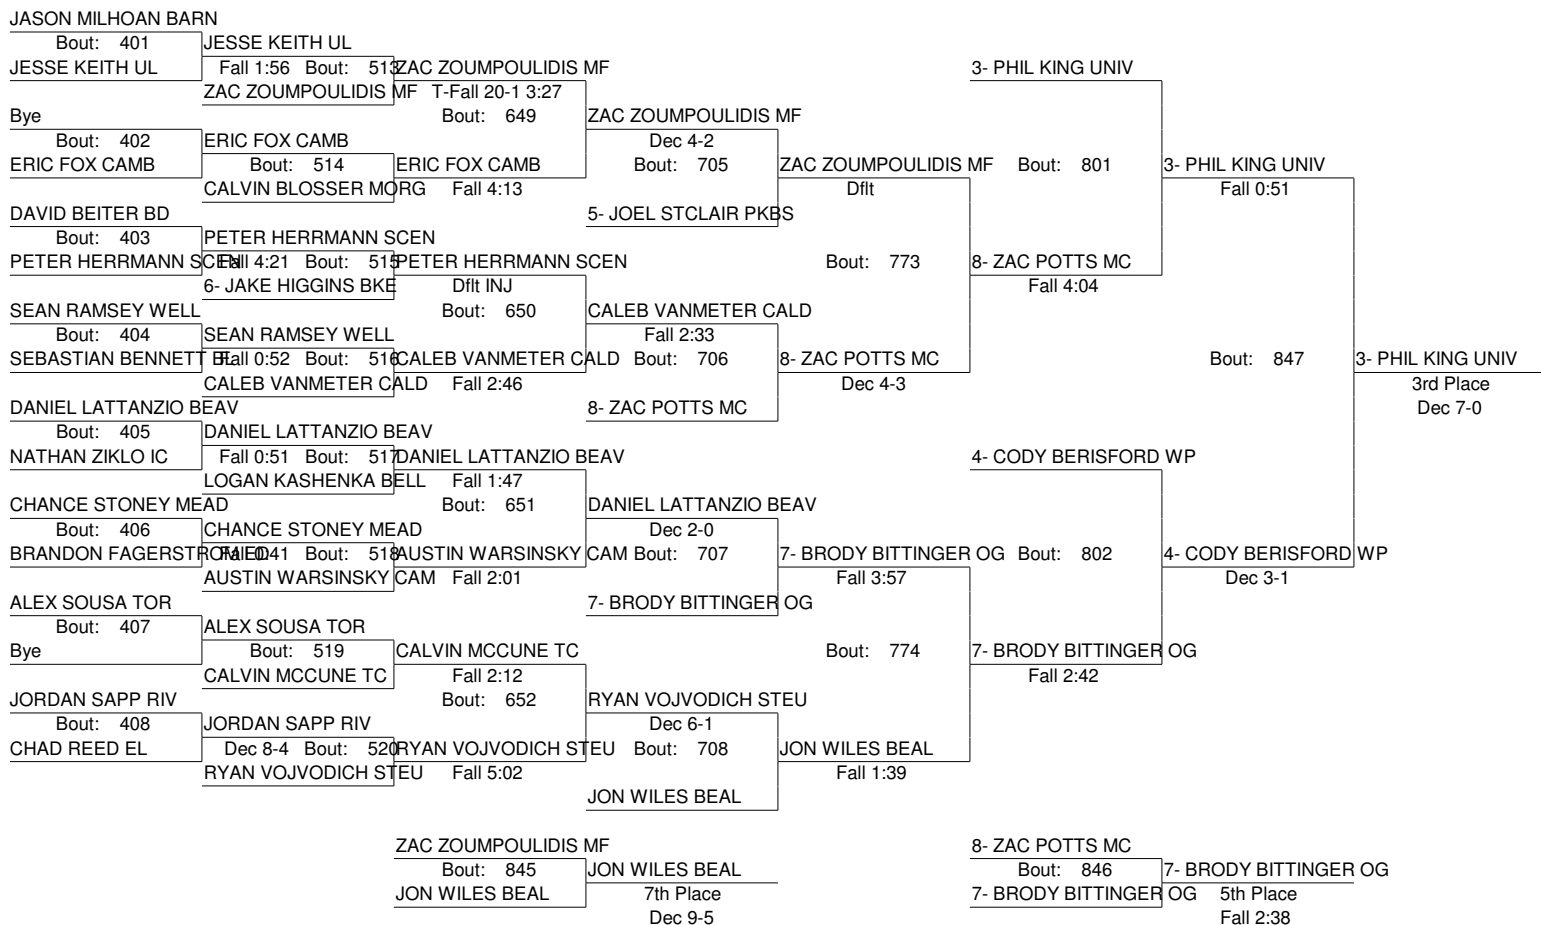 JASON MILHOAN BARN
Bout: 401 JESSE KEITH UL
JESSE KEITH UL Fall 1:56 Bout: 513 ZAC ZOUMPOULIDIS MF 3- PHIL KING UNIV
ZAC ZOUMPOULIDIS MF T-Fall 20-1 3:27
Bye Bout: 649 ZAC ZOUMPOULIDIS MF
Bout: 402 ERIC FOX CAMB Dec 4-2
ERIC FOX CAMB Bout: 514 ERIC FOX CAMB Bout: 705 ZAC ZOUMPOULIDIS MF Bout: 801 3- PHIL KING UNIV
CALVIN BLOSSER MORG Fall 4:13 Dflt Fall 0:51
DAVID BEITER BD 5- JOEL STCLAIR PKBS
Bout: 403 PETER HERRMANN SCEN
PETER HERRMANN SCEN Fall 4:21 Bout: 515 PETER HERRMANN SCEN Bout: 773 8- ZAC POTTS MC
6- JAKE HIGGINS BKE Dflt INJ Fall 4:04
SEAN RAMSEY WELL Bout: 650 CALEB VANMETER CALD
Bout: 404 SEAN RAMSEY WELL Fall 2:33
SEBASTIAN BENNETT BL Fall 0:52 Bout: 516 CALEB VANMETER CALD Bout: 706 8- ZAC POTTS MC Bout: 847 3- PHIL KING UNIV
CALEB VANMETER CALD Fall 2:46 Dec 4-3 3rd Place
DANIEL LATTANZIO BEAV 8- ZAC POTTS MC Dec 7-0
Bout: 405 DANIEL LATTANZIO BEAV
NATHAN ZIKLO IC Fall 0:51 Bout: 517 DANIEL LATTANZIO BEAV 4- CODY BERISFORD WP
LOGAN KASHENKA BELL Fall 1:47
CHANCE STONEY MEAD Bout: 651 DANIEL LATTANZIO BEAV
Bout: 406 CHANCE STONEY MEAD Dec 2-0
BRANDON Fall 0:41 Bout: 518 AUSTIN WARSINSKY CAM Bout: 707 7- BRODY BITTINGER OG Bout: 802 4- CODY BERISFORD WP
AUSTIN WARSINSKY CAM Fall 2:01 Fall 3:57 Dec 3-1
ALEX SOUSA TOR 7- BRODY BITTINGER OG
Bout: 407 ALEX SOUSA TOR
Bye Bout: 519 CALVIN MCCUNE TC Bout: 774 7- BRODY BITTINGER OG
CALVIN MCCUNE TC Fall 2:12 Fall 2:42
JORDAN SAPP RIV Bout: 652 RYAN VOJVODICH STEU
Bout: 408 JORDAN SAPP RIV Dec 6-1
CHAD REED EL Dec 8-4 Bout: 520 RYAN VOJVODICH STEU Bout: 708 JON WILES BEAL
RYAN VOJVODICH STEU Fall 5:02 Fall 1:39
JON WILES BEAL
ZAC ZOUMPOULIDIS MF 8- ZAC POTTS MC
Bout: 845 JON WILES BEAL Bout: 846 7- BRODY BITTINGER OG
JON WILES BEAL 7th Place 7- BRODY BITTINGER OG 5th Place
Dec 9-5 Fall 2:38